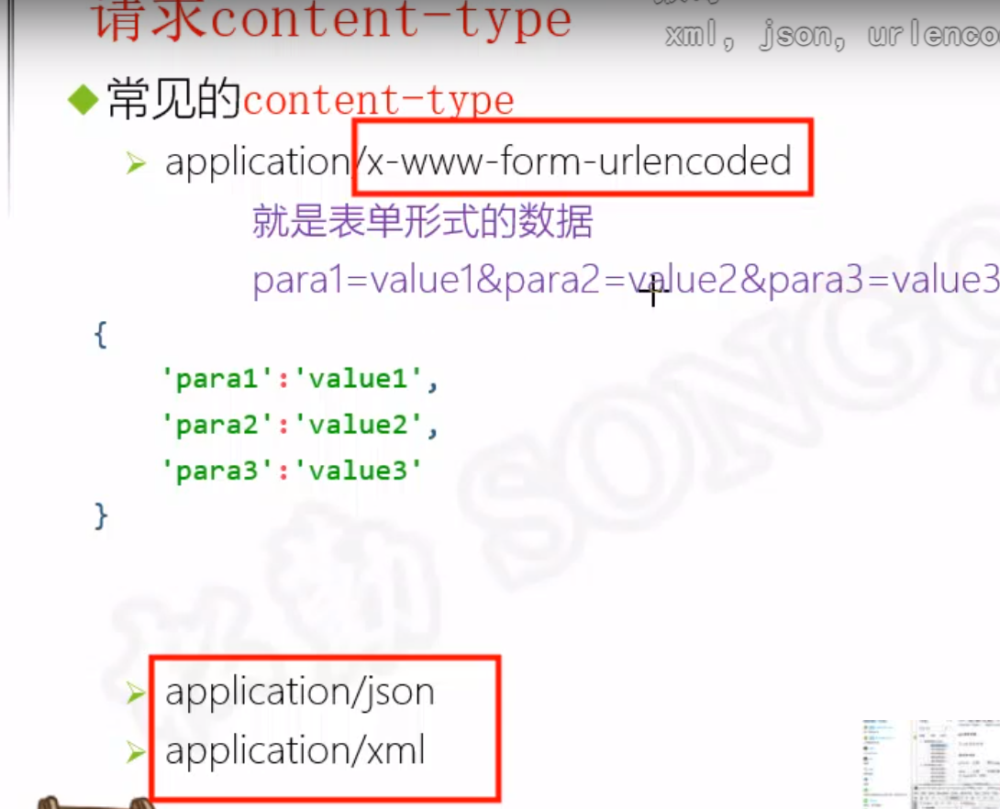 请求content-type
xml, json,
常见的content-type
application/x-www-form-urlencoded
就是表单形式的数据
para1=value1&para2=value2&para3=value3
{
'para1':'value1',
'para2':'value2',
'para3':'value3'
}
application/json
application/xml